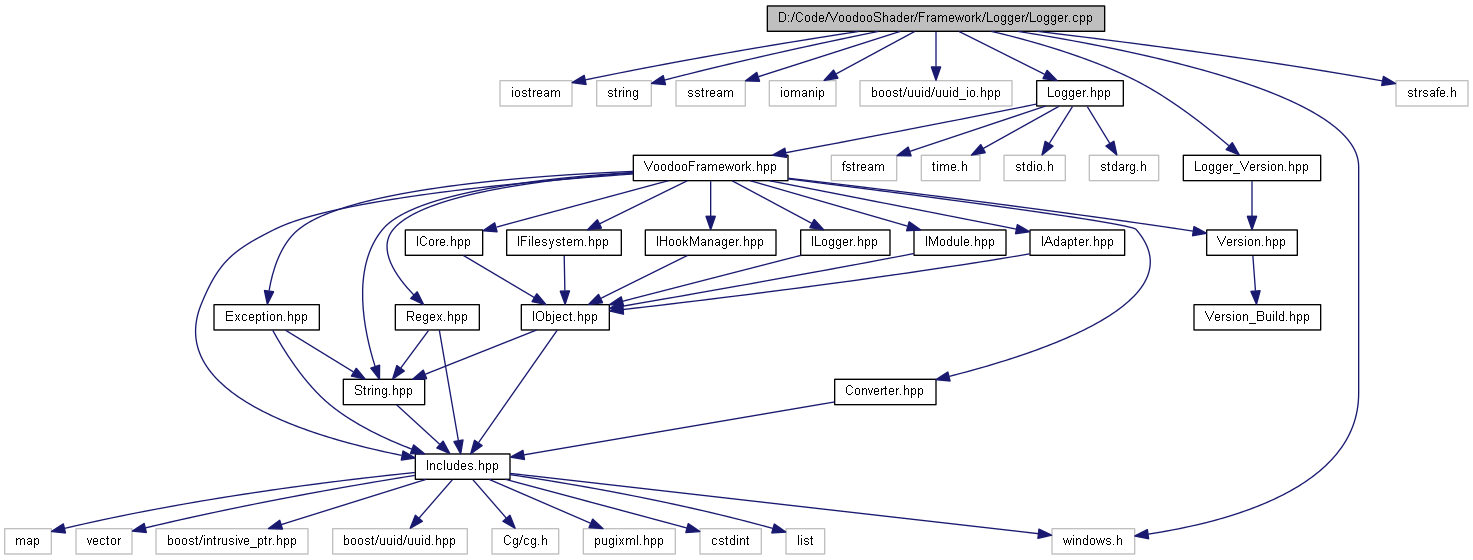 D:/Code/VoodooShader/Framework/Logger/Logger.cpp
iostream
string
sstream
iomanip
boost/uuid/uuid_io.hpp
Logger.hpp
strsafe.h
VoodooFramework.hpp
fstream
time.h
stdio.h
stdarg.h
Logger_Version.hpp
ICore.hpp
IFilesystem.hpp
IHookManager.hpp
ILogger.hpp
IModule.hpp
IAdapter.hpp
Version.hpp
Exception.hpp
Regex.hpp
IObject.hpp
Version_Build.hpp
String.hpp
Converter.hpp
Includes.hpp
map
vector
boost/intrusive_ptr.hpp
boost/uuid/uuid.hpp
Cg/cg.h
pugixml.hpp
cstdint
list
windows.h